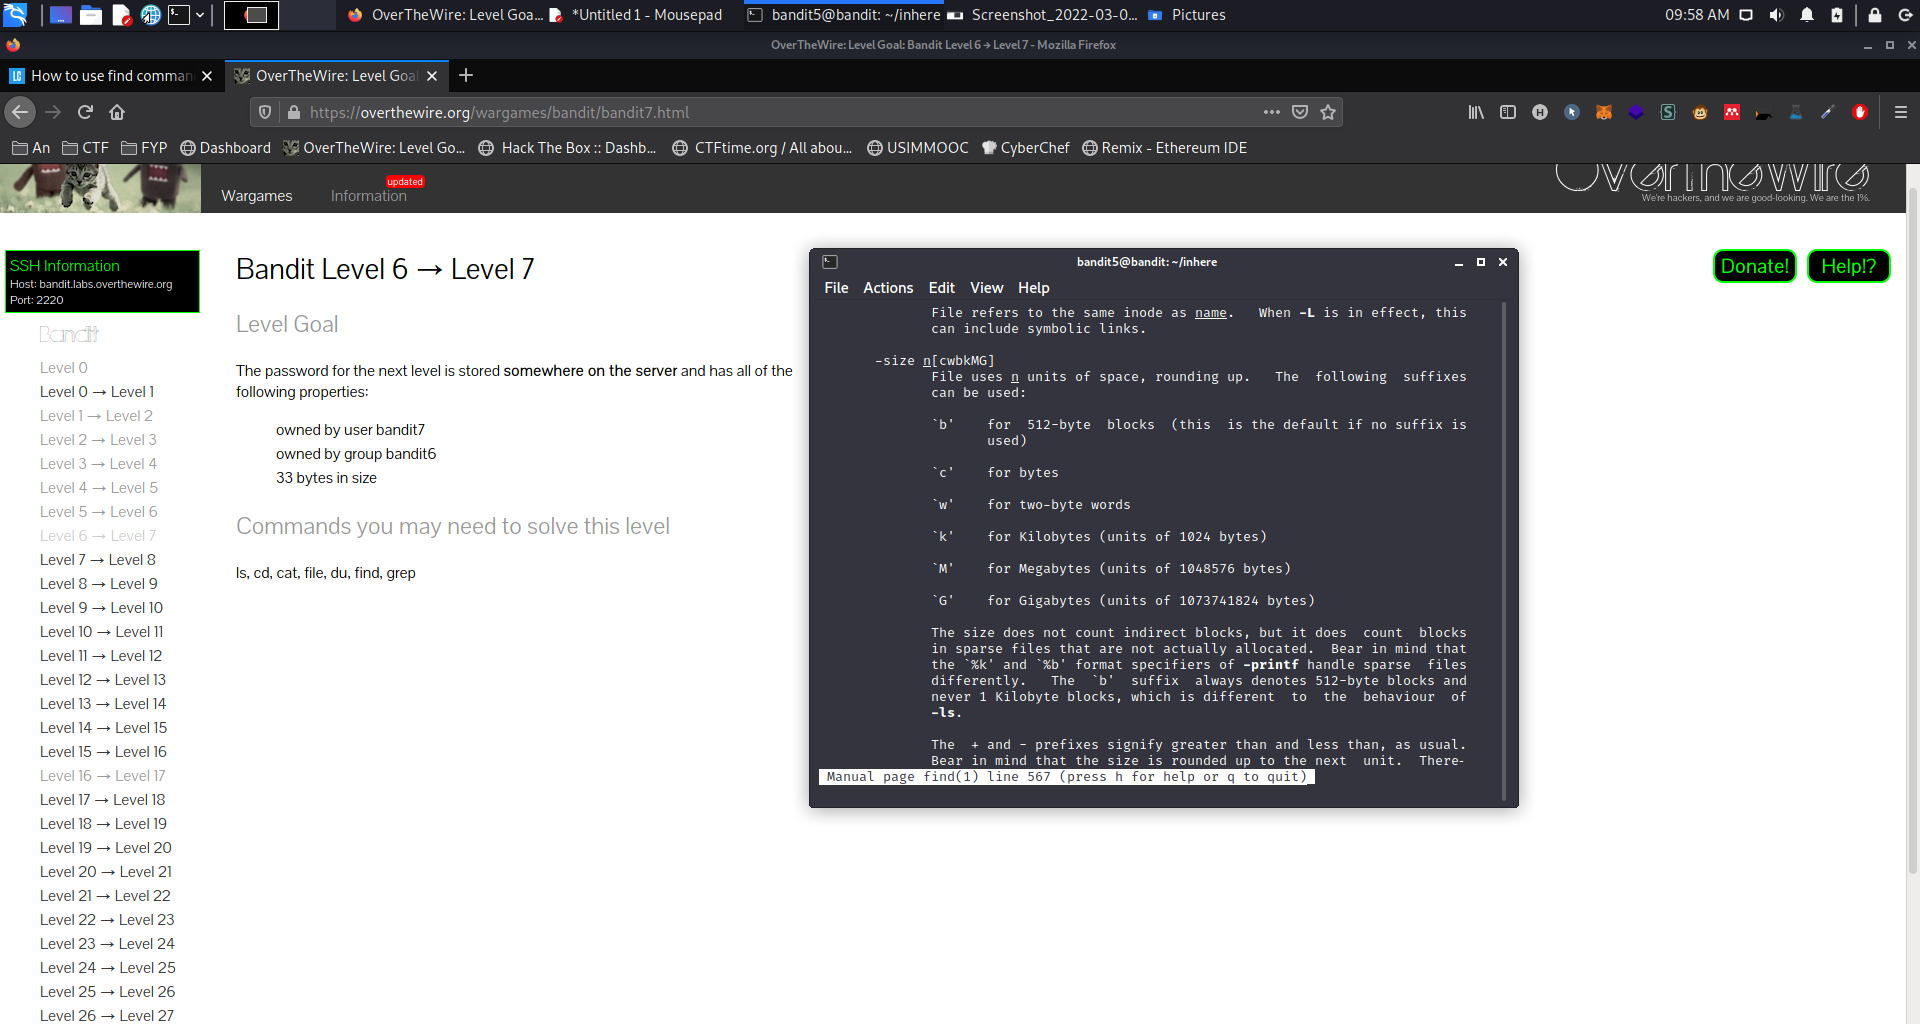 OverTheWire: Level Goa...
*Untitled 1 - Mousepad
bandit5@bandit: ~/inhere
Screenshot_2022-03-0...
Pictures
09:58 AM
OverTheWire: Level Goal: Bandit Level 6 → Level 7 - Mozilla Firefox
How to use find comman
OverTheWire: Level Goal
https://overthewire.org/wargames/bandit/bandit7.html
An
CTF
FYP
Dashboard
OverTheWire: Level Go...
Hack The Box :: Dashb...
CTFtime.org / All abou...
USIMMOOC
CyberChef
Remix - Ethereum IDE
OverTheWire
We're hackers, and we are good-looking. We are the 1%.
Wargames
Information
updated
Donate!
Help!?
SSH Information
Host: bandit.labs.overthewire.org
Port: 2220
Bandit
Level 0
Level 0 → Level 1
Level 1 → Level 2
Level 2 → Level 3
Level 3 → Level 4
Level 4 → Level 5
Level 5 → Level 6
Level 6 → Level 7
Level 7 → Level 8
Level 8 → Level 9
Level 9 → Level 10
Level 10 → Level 11
Level 11 → Level 12
Level 12 → Level 13
Level 13 → Level 14
Level 14 → Level 15
Level 15 → Level 16
Level 16 → Level 17
Level 17 → Level 18
Level 18 → Level 19
Level 19 → Level 20
Level 20 → Level 21
Level 21 → Level 22
Level 22 → Level 23
Level 23 → Level 24
Level 24 → Level 25
Level 25 → Level 26
Level 26 → Level 27
Bandit Level 6 → Level 7
Level Goal
The password for the next level is stored somewhere on the server and has all of the
following properties:
owned by user bandit7
owned by group bandit6
33 bytes in size
Commands you may need to solve this level
ls, cd, cat, file, du, find, grep
bandit5@bandit: ~/inhere
File Actions Edit View Help
File refers to the same inode as name. When -L is in effect, this
can include symbolic links.
-size n[cwbkMG]
File uses n units of space, rounding up. The following suffixes
can be used:
`b' for 512-byte blocks (this is the default if no suffix is
used)
`c' for bytes
`w' for two-byte words
`k' for Kilobytes (units of 1024 bytes)
`M' for Megabytes (units of 1048576 bytes)
`G' for Gigabytes (units of 1073741824 bytes)
The size does not count indirect blocks, but it does count blocks
in sparse files that are not actually allocated. Bear in mind that
the `%k' and `%b' format specifiers of -printf handle sparse files
differently. The `b' suffix always denotes 512-byte blocks and
never 1 Kilobyte blocks, which is different to the behaviour of
-ls.
The + and - prefixes signify greater than and less than, as usual.
Bear in mind that the size is rounded up to the next unit. There-
Manual page find(1) line 567 (press h for help or q to quit)